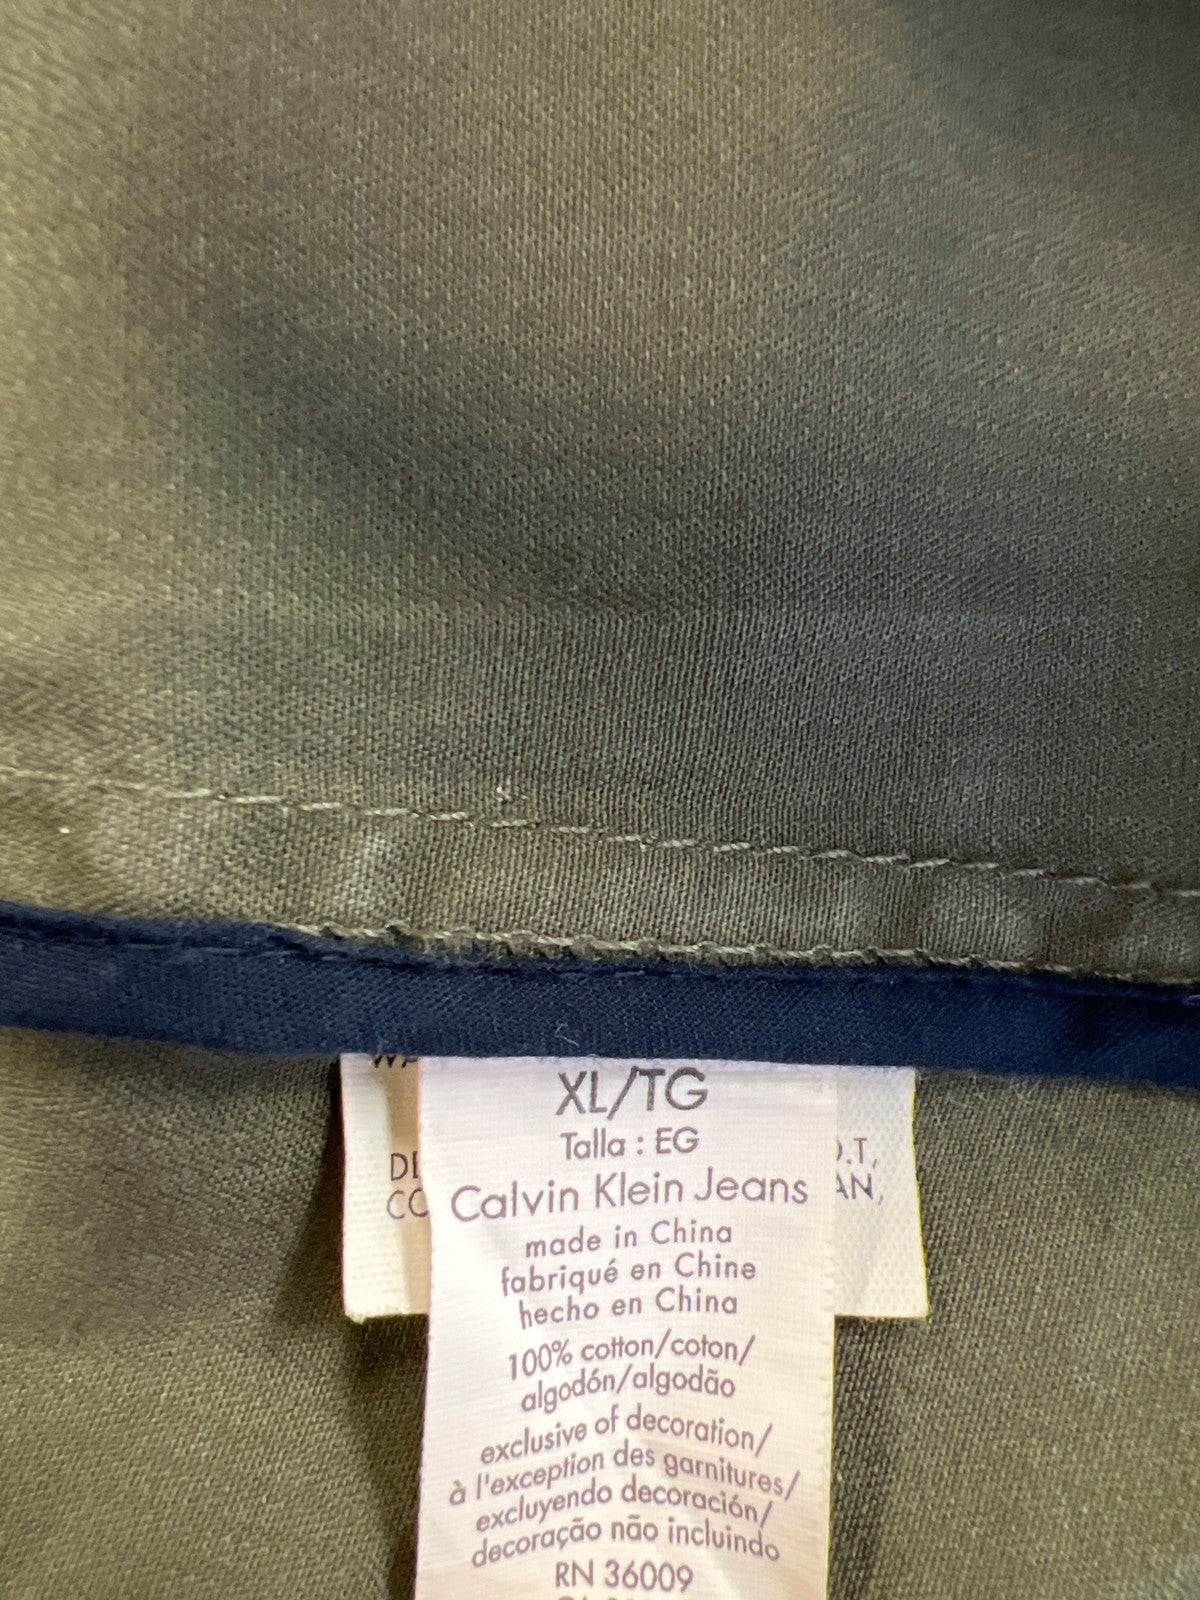 XL/TG
Talla : EG
Calvin Klein Jeans
made in China
fabriqué en Chine
hecho en China
100% cotton/coton/
algodón/algodão
exclusive of decoration/
à l'exception des garnitures/
excluyendo decoración/
decoração não incluindo
RN 36009